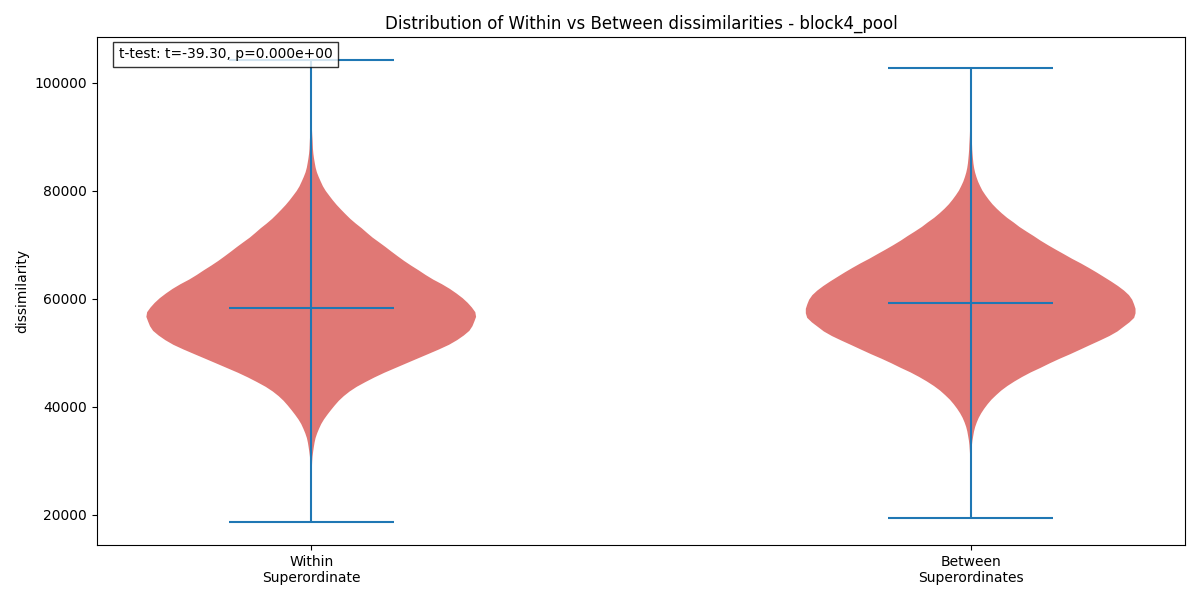 Distribution of Within vs Between dissimilarities - block4_pool
t-test: t=-39.30, p=0.000e+00
dissimilarity
100000
80000
60000
40000
20000
Within
Superordinate
Between
Superordinates